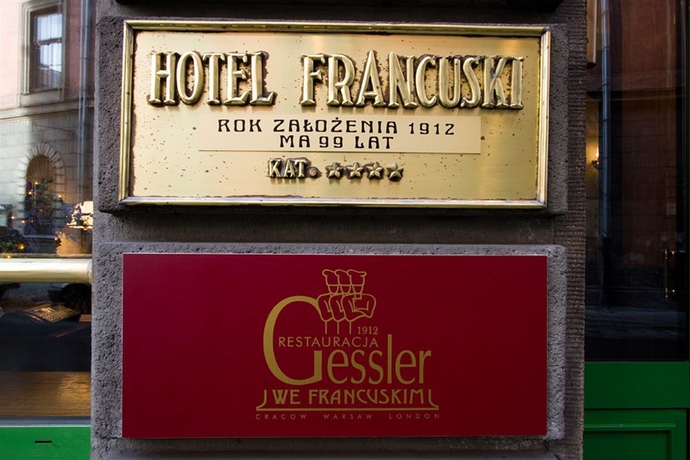 HOTEL FRANCUSKI
ROK ZAŁOŻENIA 1912
MA 99 LAT
KAT. ★★★★
1912
RESTAURACJA
Gessler
WE FRANCUSKIM
CRACOW WARSAW LONDON